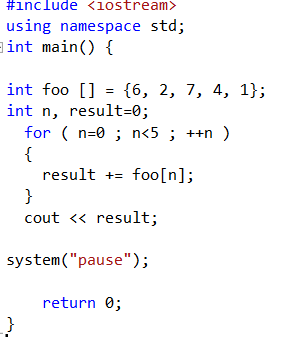 #include <iostream>
using namespace std;
int main() {
int foo [] = {6, 2, 7, 4, 1};
int n, result=0;
for ( n=0 ; n<5 ; ++n )
{
result += foo[n];
}
cout << result;
system("pause");
return 0;
}